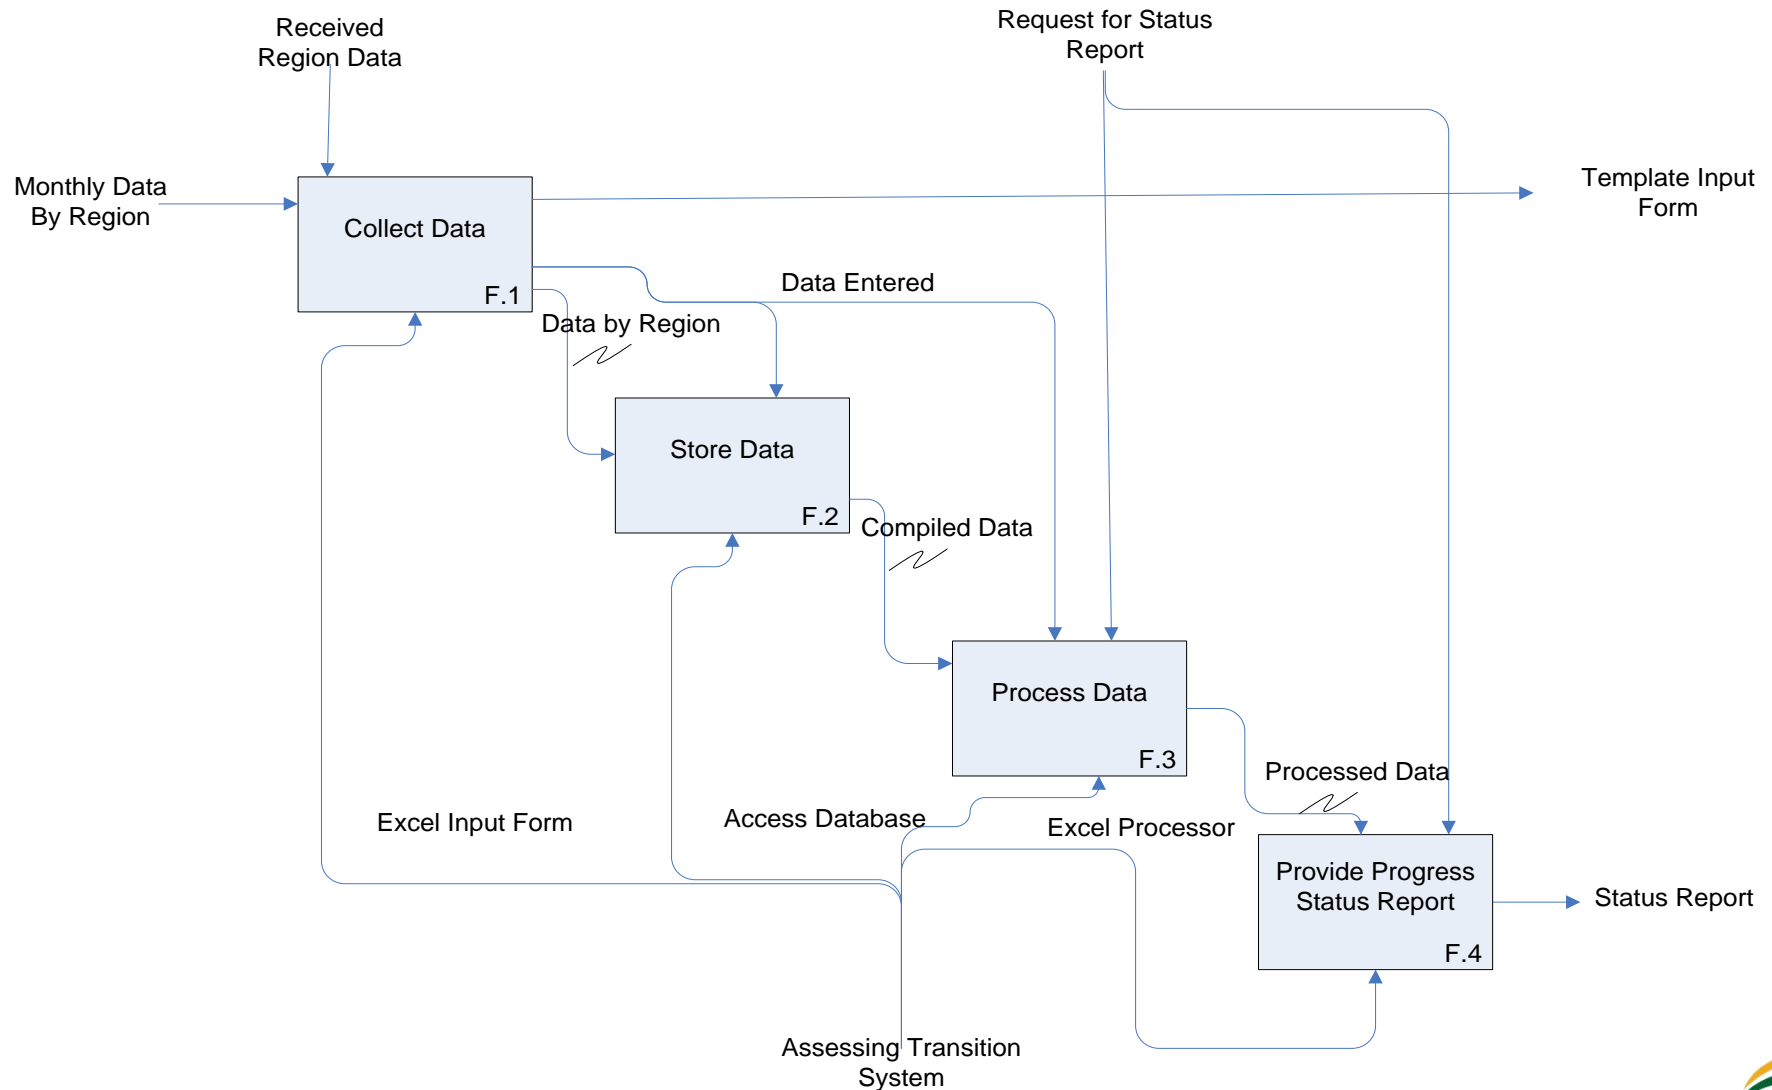 Received
Region Data
Request for Status
Report
Monthly Data
By Region
Template Input
Form
Collect Data
F.1
Data Entered
Data by Region
Store Data
F.2
Compiled Data
Process Data
F.3
Processed Data
Access Database
Excel Input Form
Excel Processor
Provide Progress
Status Report
F.4
Status Report
Assessing Transition
System